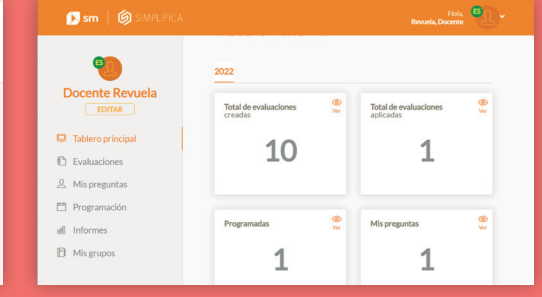 sm SIMPLIFICA
Hola,
Revuela, Docente
ES
ES
Docente Revuela
EDITAR
Tablero principal
Evaluaciones
Mis preguntas
Programación
Informes
Mis grupos
2022
Total de evaluaciones
creadas
Ver
10
Total de evaluaciones
aplicadas
Ver
1
Programadas
Ver
1
Mis preguntas
Ver
1